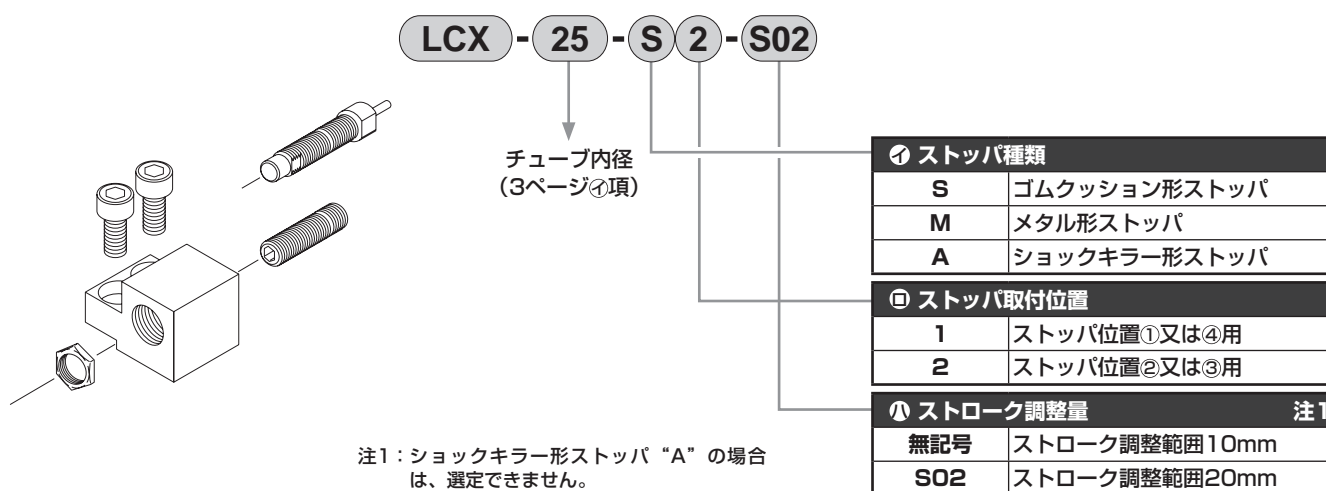 LCX - 25 - S 2 - S02
チューブ内径
(3ページ㋑項)
㋑ ストッパ種類
S ゴムクッション形ストッパ
M メタル形ストッパ
A ショックキラー形ストッパ
㋺ ストッパ取付位置
1 ストッパ位置①又は④用
2 ストッパ位置②又は③用
㋩ ストローク調整量 注1
無記号 ストローク調整範囲10mm
S02 ストローク調整範囲20mm
注1:ショックキラー形ストッパ“A”の場合
は、選定できません。